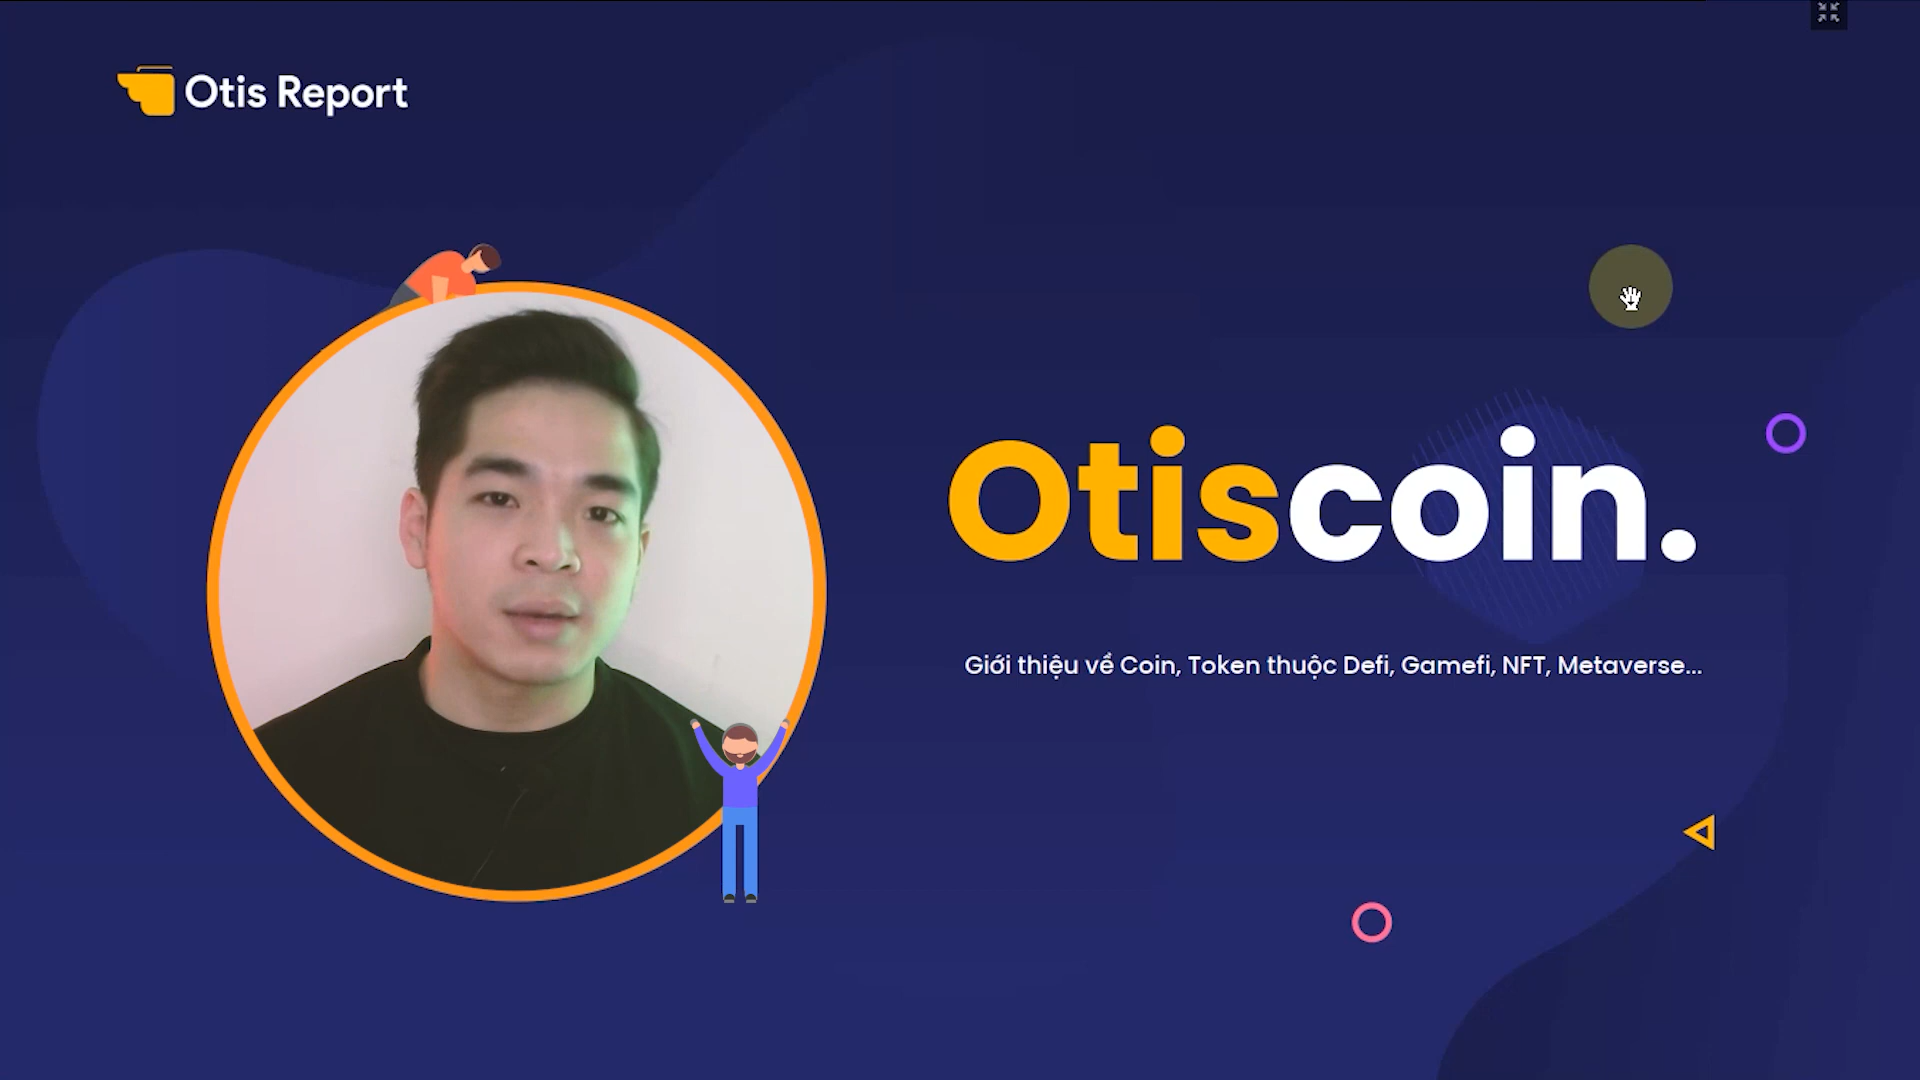 Otis Report
Otiscoin.
Giới thiệu về Coin, Token thuộc Defi, Gamefi, NFT, Metaverse...